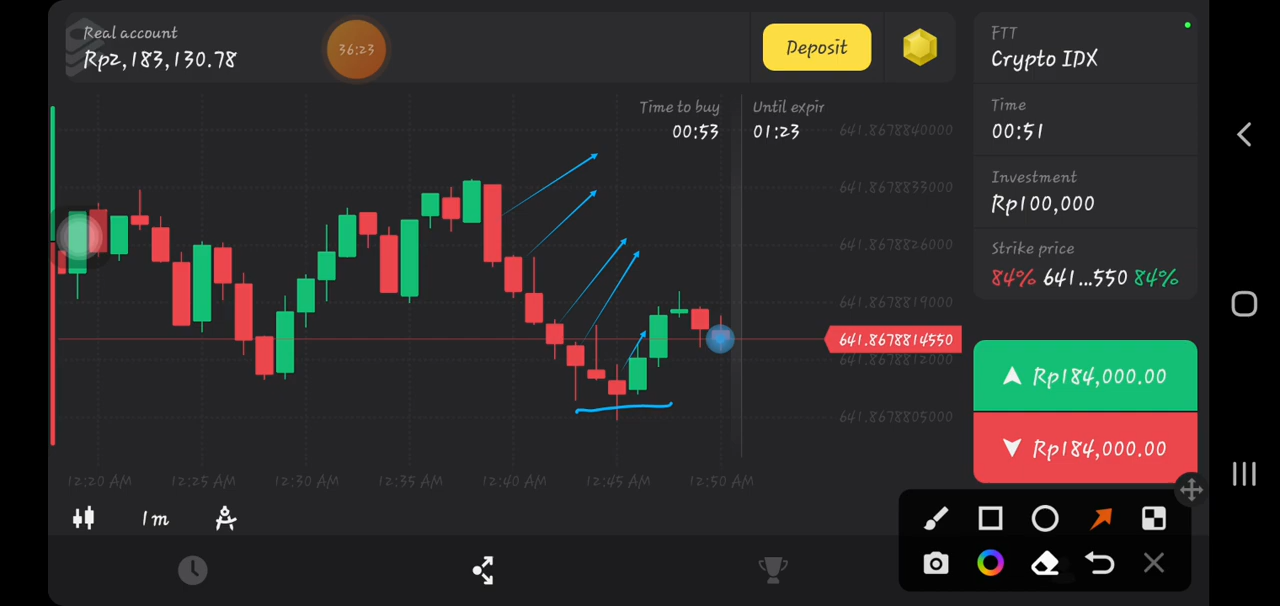 Real account
Rp2,183,130.78
36:23
Deposit
FTT
Crypto IDX
Time to buy
00:53
Until expir
01:23
Time
00:51
Investment
Rp100,000
Strike price
84% 641...550 84%
641.8678840000
641.8678833000
641.8678826000
641.8678819000
641.8678814550
641.8678812000
641.8678805000
Rp184,000.00
Rp184,000.00
12:20 AM
12:25 AM
12:30 AM
12:35 AM
12:40 AM
12:45 AM
12:50 AM
1m